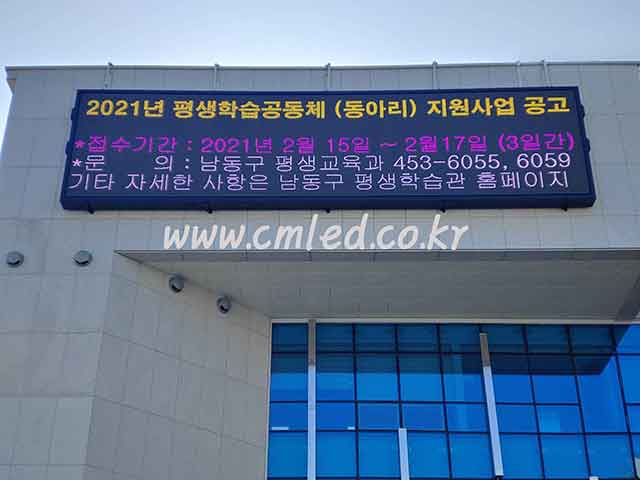 2021년 평생학습공동체 (동아리) 지원사업 공고
*접수기간 : 2021년 2월 15일 ~ 2월17일 (3일간)
*문 의 : 남동구 평생교육과 453-6055, 6059
기타 자세한 사항은 남동구 평생학습관 홈페이지
www.cmled.co.kr